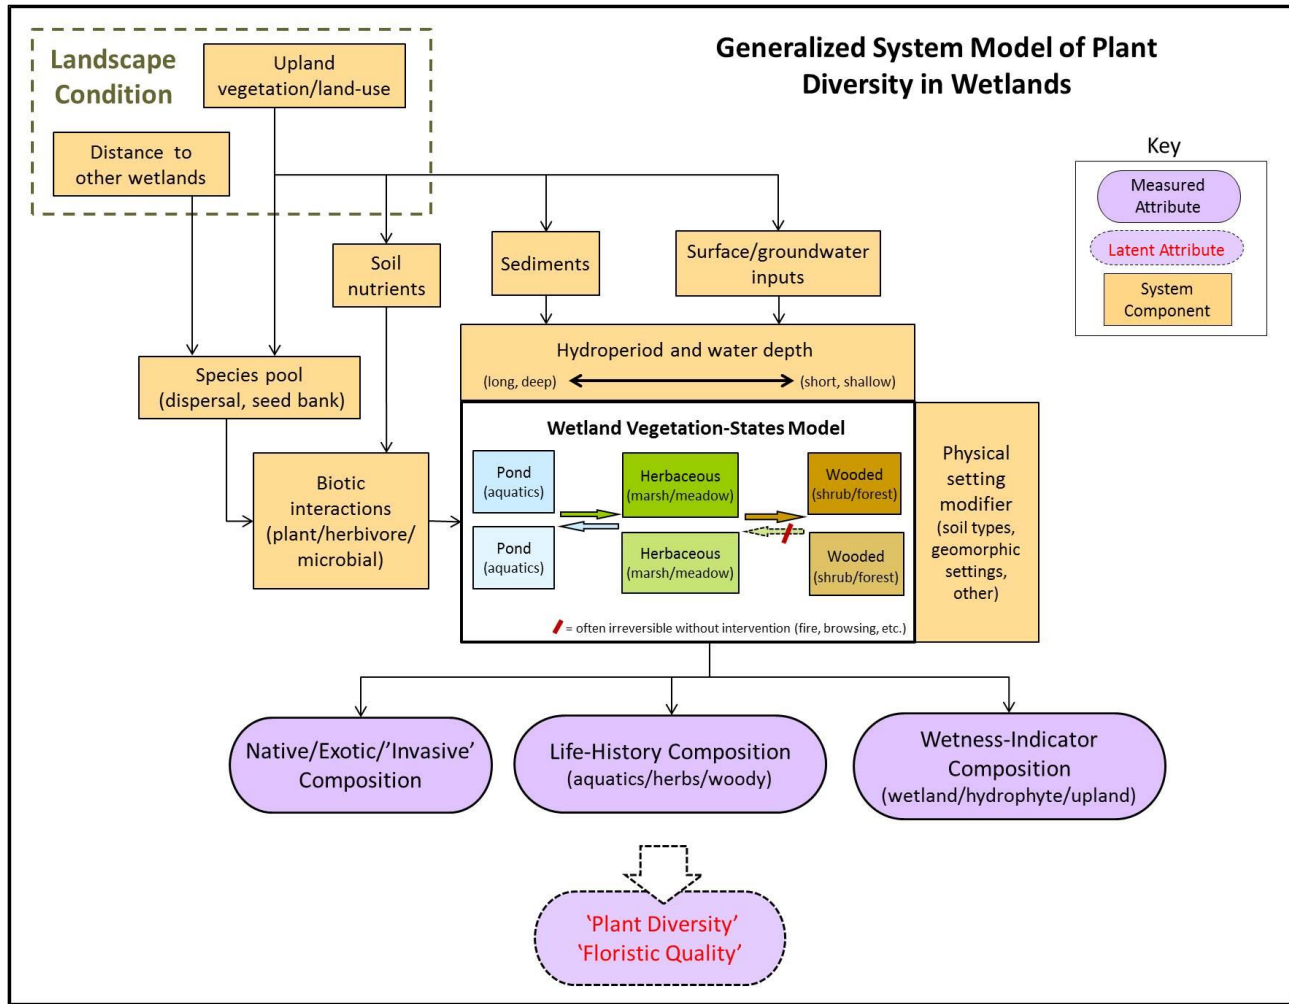 Generalized System Model of Plant
Diversity in Wetlands
Landscape
Condition
Upland
vegetation/land-use
Distance to
other wetlands
Key
Measured
Attribute
Latent Attribute
System
Component
Soil
nutrients
Sediments
Surface/groundwater
inputs
Species pool
(dispersal, seed bank)
Hydroperiod and water depth
(long, deep)
(short, shallow)
Biotic
interactions
(plant/herbivore/
microbial)
Wetland Vegetation-States Model
Pond
(aquatics)
Herbaceous
(marsh/meadow)
Wooded
(shrub/forest)
Pond
(aquatics)
Herbaceous
(marsh/meadow)
Wooded
(shrub/forest)
= often irreversible without intervention (fire, browsing, etc.)
Physical
setting
modifier
(soil types,
geomorphic
settings,
other)
Native/Exotic/’Invasive’
Composition
Life-History Composition
(aquatics/herbs/woody)
Wetness-Indicator
Composition
(wetland/hydrophyte/upland)
‘Plant Diversity’
‘Floristic Quality’